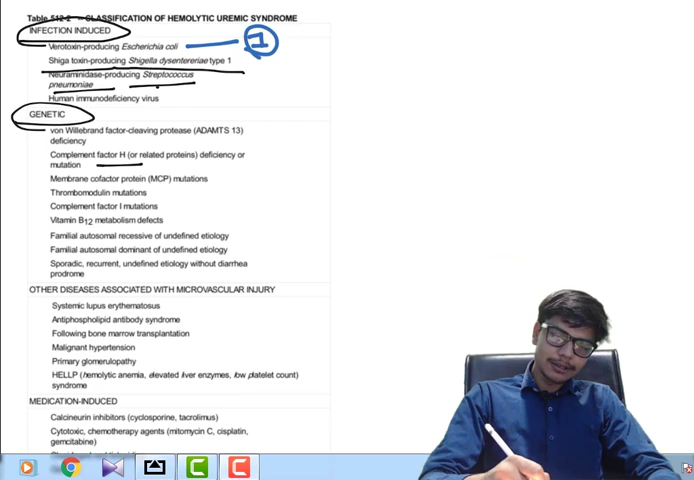 Table 512-2 -- CLASSIFICATION OF HEMOLYTIC UREMIC SYNDROME
INFECTION INDUCED
Verotoxin-producing Escherichia coli
1
Shiga toxin-producing Shigella dysentereriae type 1
Neuraminidase-producing Streptococcus
pneumoniae
Human immunodeficiency virus
GENETIC
von Willebrand factor-cleaving protease (ADAMTS 13)
deficiency
Complement factor H (or related proteins) deficiency or
mutation
Membrane cofactor protein (MCP) mutations
Thrombomodulin mutations
Complement factor I mutations
Vitamin B12 metabolism defects
Familial autosomal recessive of undefined etiology
Familial autosomal dominant of undefined etiology
Sporadic, recurrent, undefined etiology without diarrhea
prodrome
OTHER DISEASES ASSOCIATED WITH MICROVASCULAR INJURY
Systemic lupus erythematosus
Antiphospholipid antibody syndrome
Following bone marrow transplantation
Malignant hypertension
Primary glomerulopathy
HELLP (hemolytic anemia, elevated liver enzymes, low platelet count)
syndrome
MEDICATION-INDUCED
Calcineurin inhibitors (cyclosporine, tacrolimus)
Cytotoxic, chemotherapy agents (mitomycin C, cisplatin,
gemcitabine)